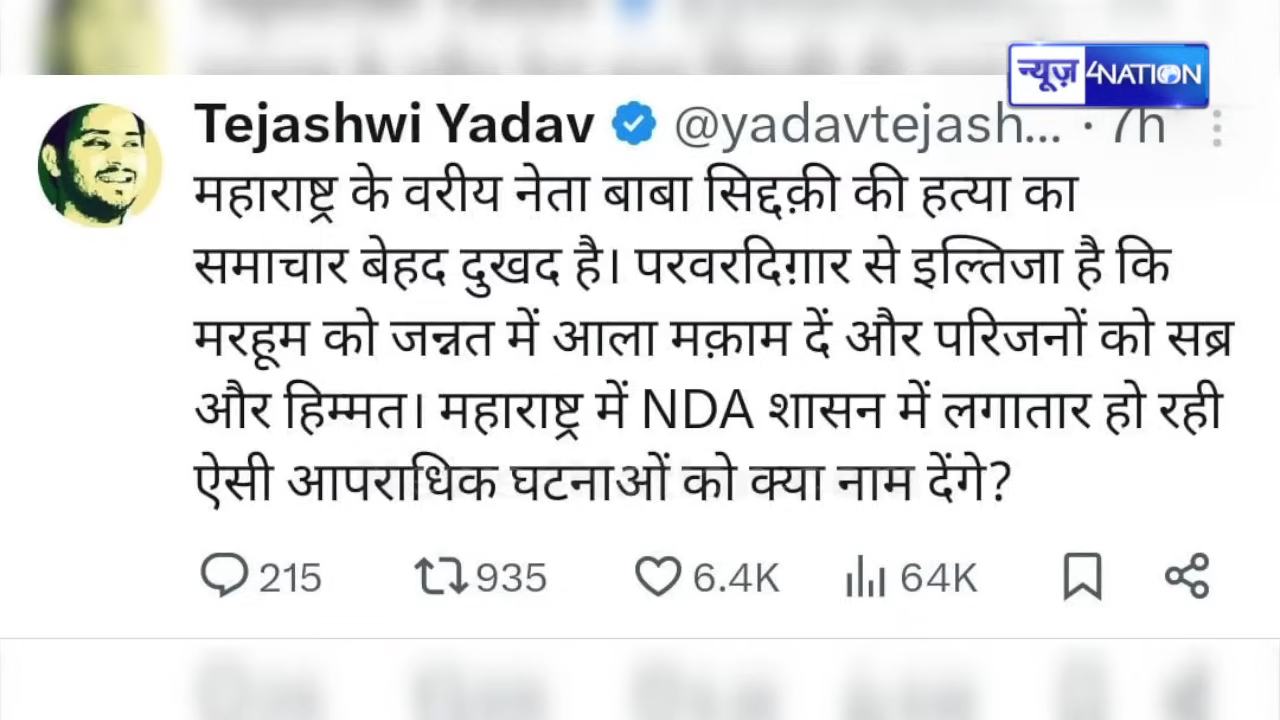 न्यूज़ 4NATION
Tejashwi Yadav @yadavtejash... · 7h
महाराष्ट्र के वरीय नेता बाबा सिद्दक़ी की हत्या का
समाचार बेहद दुखद है। परवरदिग़ार से इल्तिजा है कि
मरहूम को जन्नत में आला मक़ाम दें और परिजनों को सब्र
और हिम्मत। महाराष्ट्र में NDA शासन में लगातार हो रही
ऐसी आपराधिक घटनाओं को क्या नाम देंगे?
215 935 6.4K 64K